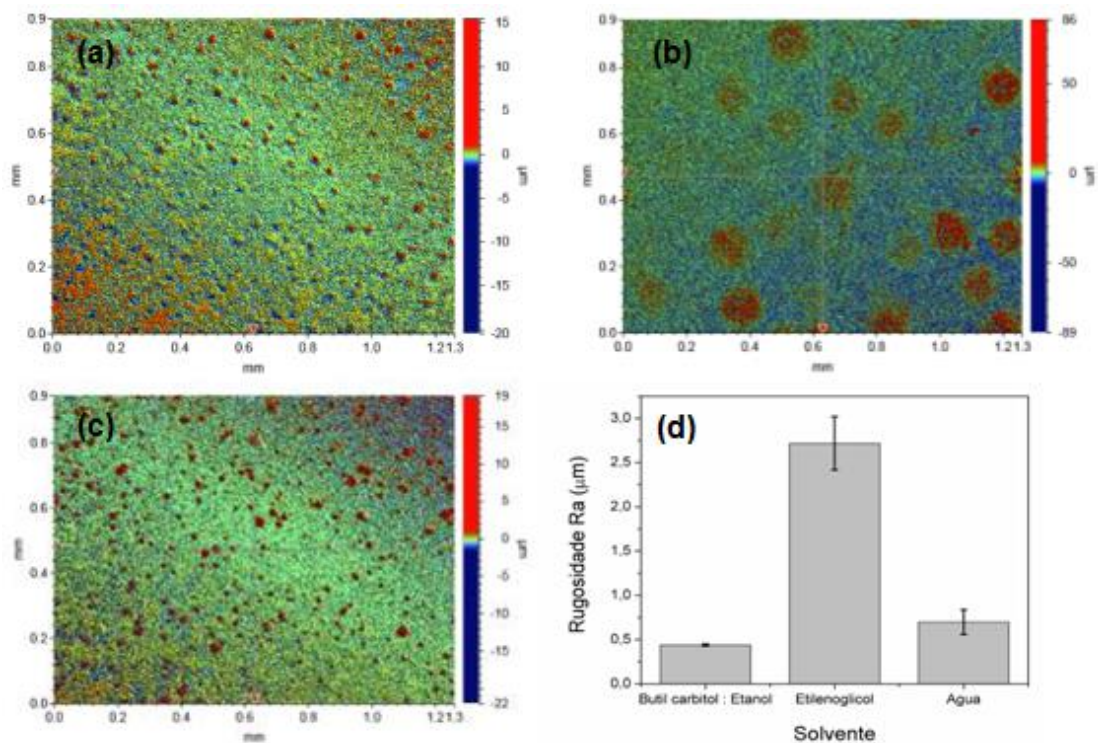 (a)
0.9
0.8
0.6
0.4
0.2
0.0
mm
0.0 0.2 0.4 0.6 0.8 1.0 1.21.3
mm
15
10
5
0
-5
-10
-15
-20
µm
(b)
0.9
0.8
0.6
0.4
0.2
0.0
mm
0.0 0.2 0.4 0.6 0.8 1.0 1.21.3
mm
86
50
0
-50
-89
µm
(c)
0.9
0.8
0.6
0.4
0.2
0.0
mm
0.0 0.2 0.4 0.6 0.8 1.0 1.21.3
mm
19
15
10
5
0
-5
-10
-15
-22
µm
(d)
Rugosidade Ra (µm)
3,0
2,5
2,0
1,5
1,0
0,5
0,0
Butil carbitol : Etanol Etilenoglicol Agua
Solvente